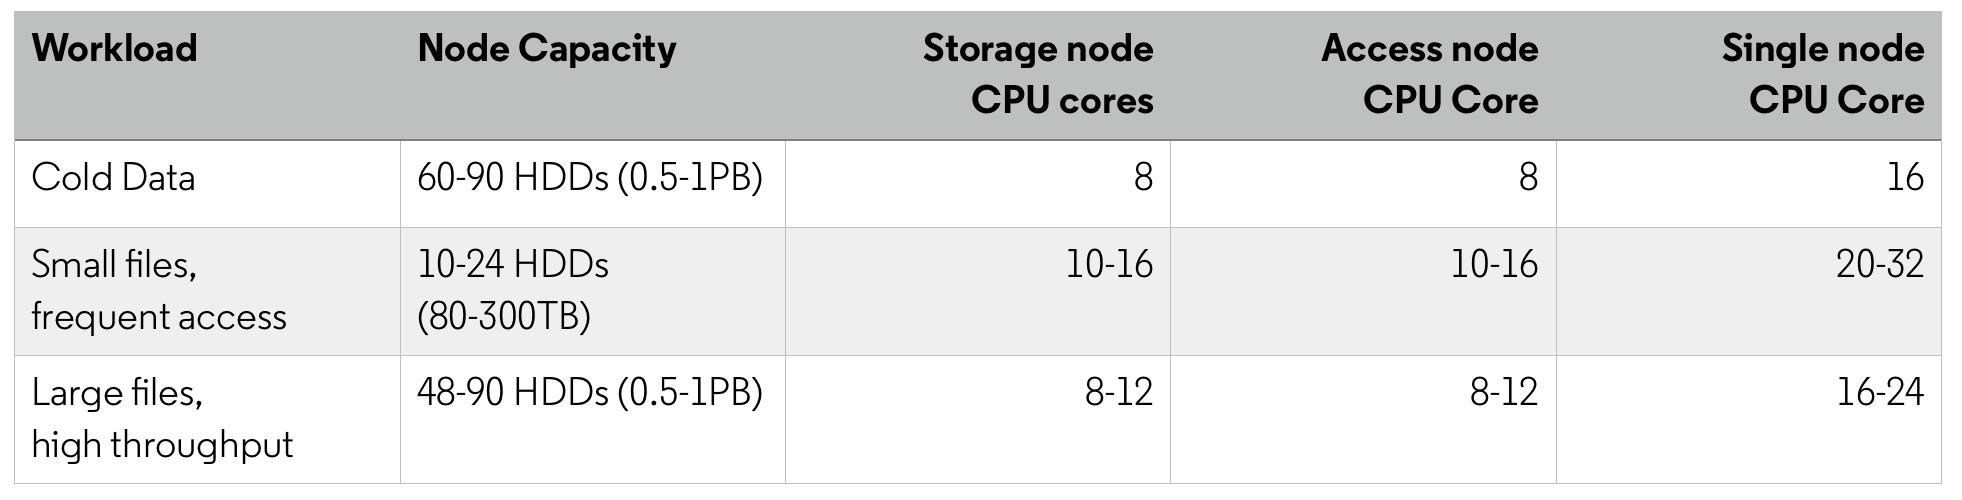 Workload
Node Capacity
Storage node
CPU cores
Access node
CPU Core
Single node
CPU Core
Cold Data
60-90 HDDs (0.5-1PB)
8
8
16
Small files,
frequent access
10-24 HDDs
(80-300TB)
10-16
10-16
20-32
Large files,
high throughput
48-90 HDDs (0.5-1PB)
8-12
8-12
16-24